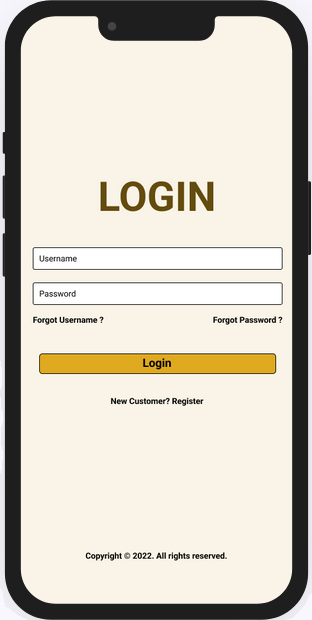 LOGIN
Username
Password
Forgot Username ?
Forgot Password ?
Login
New Customer? Register
Copyright © 2022. All rights reserved.